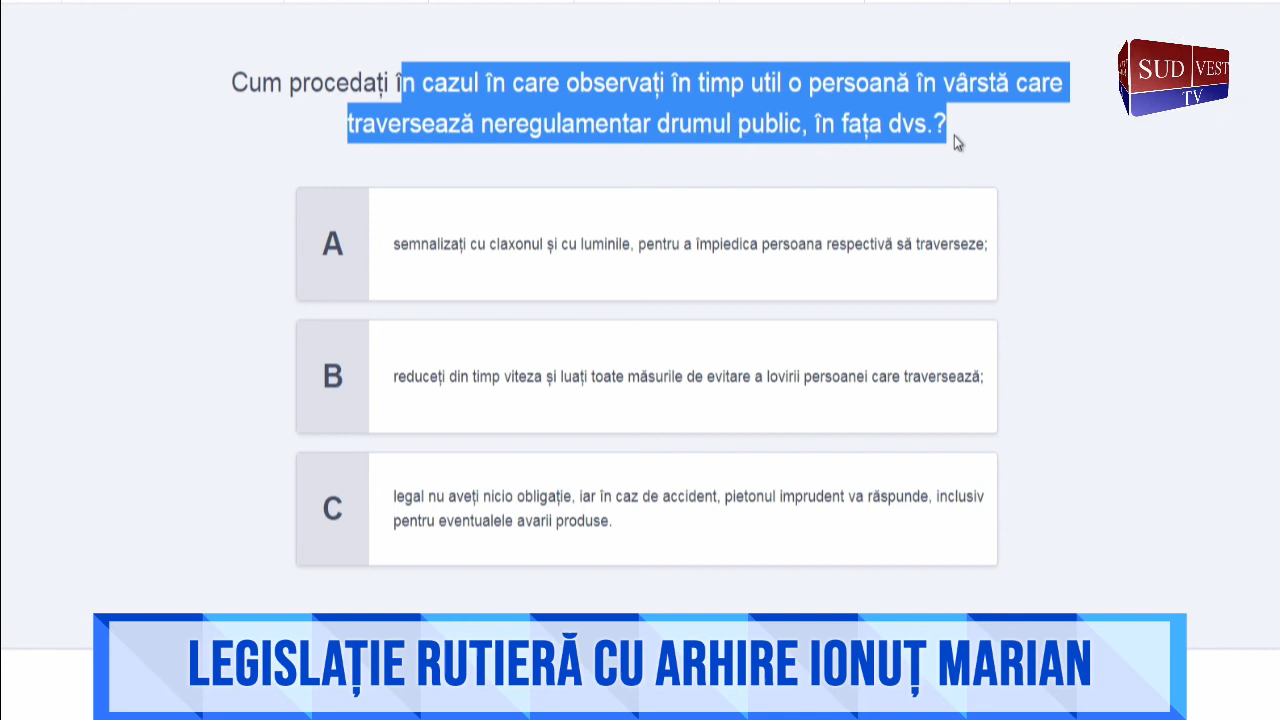 Cum procedați în cazul în care observați în timp util o persoană în vârstă care
traversează neregulamentar drumul public, în fața dvs.?
SUD VEST
TV
A
semnalizați cu claxonul și cu luminile, pentru a împiedica persoana respectivă să traverseze;
B
reduceți din timp viteza și luați toate măsurile de evitare a lovirii persoanei care traversează;
C
legal nu aveți nicio obligație, iar în caz de accident, pietonul imprudent va răspunde, inclusiv
pentru eventualele avarii produse.
LEGISLAȚIE RUTIERĂ CU ARHIRE IONUȚ MARIAN